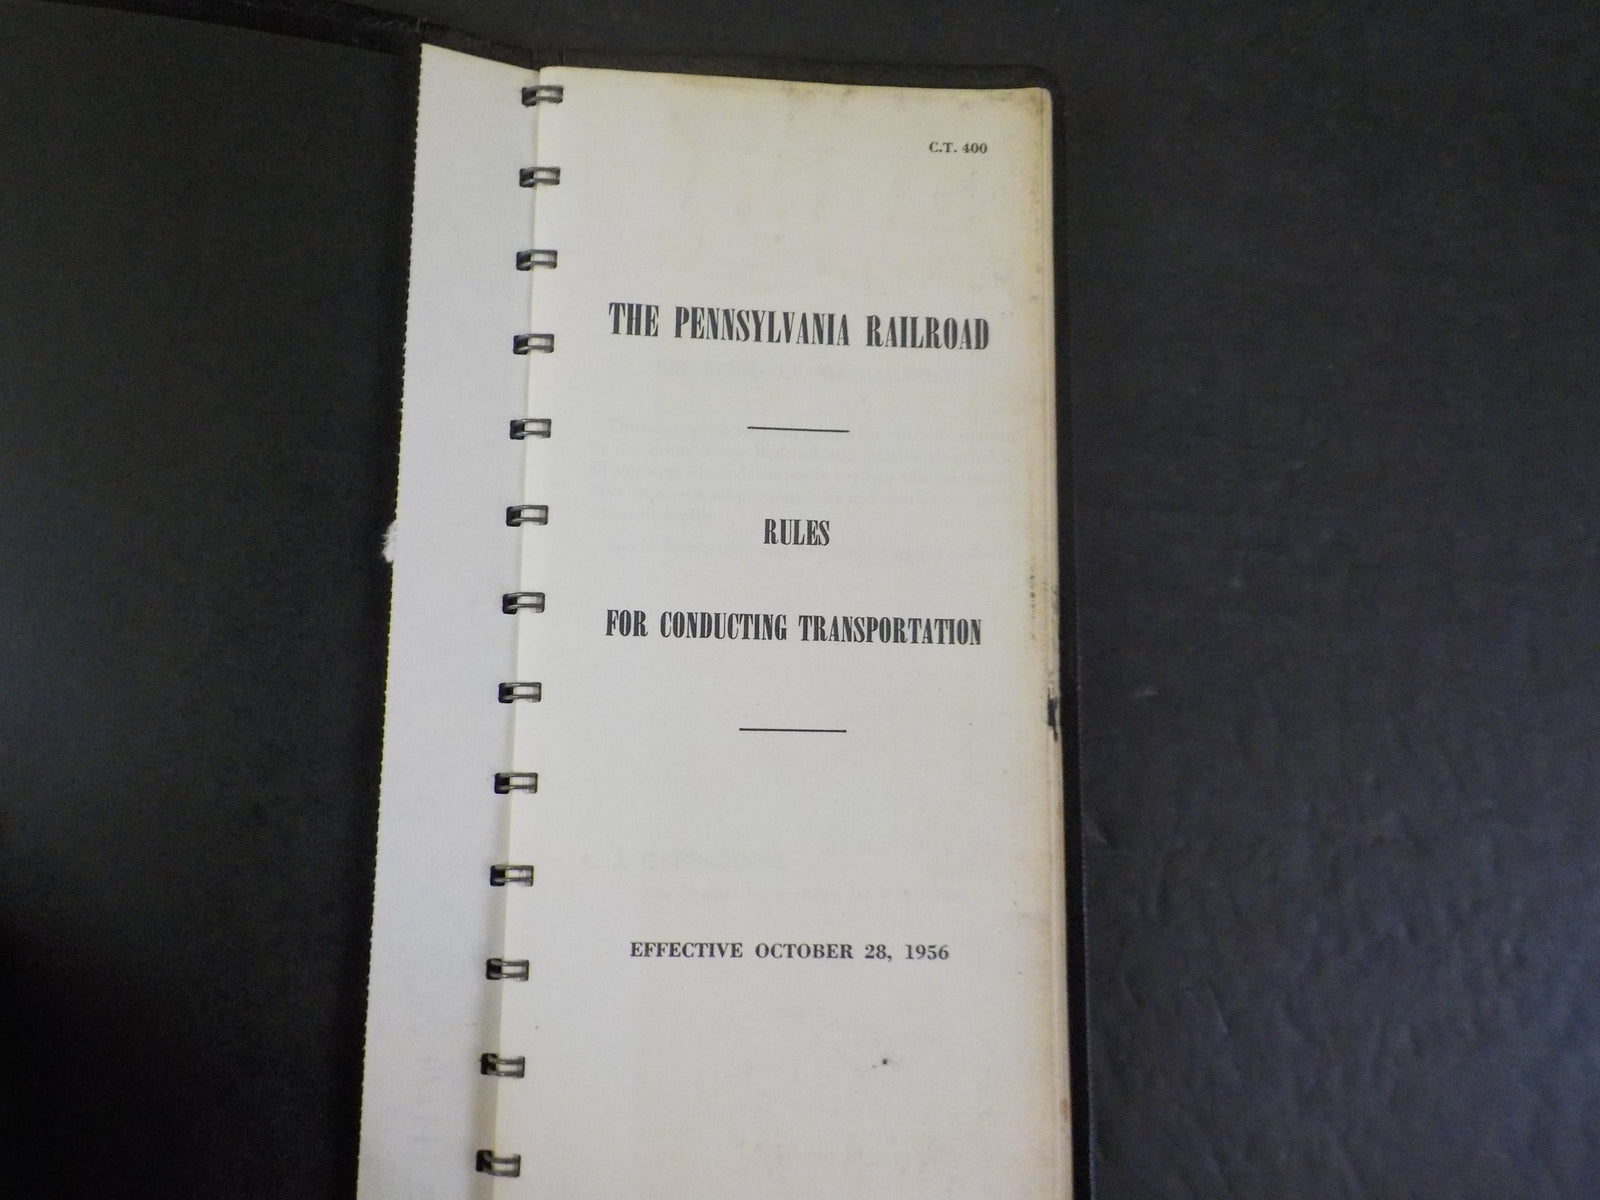 C.T. 400
THE PENNSYLVANIA RAILROAD
RULES
FOR CONDUCTING TRANSPORTATION
EFFECTIVE OCTOBER 28, 1956